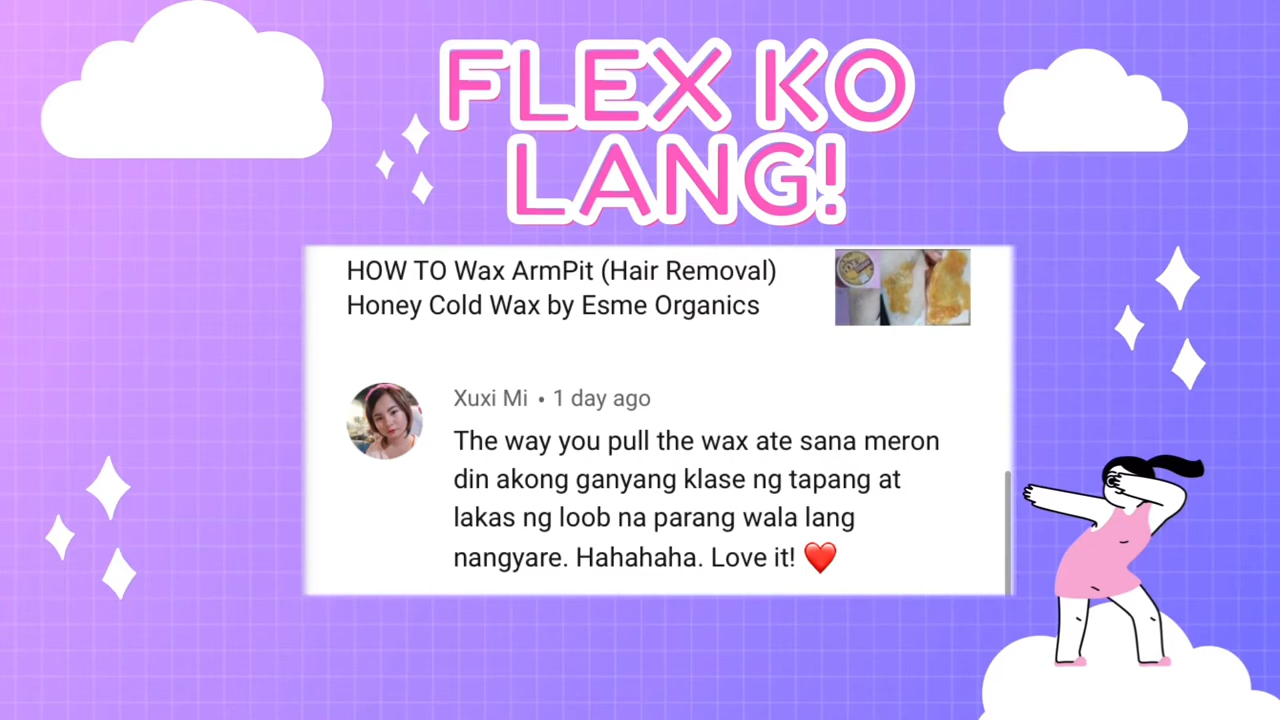 FLEX KO
LANG!
HOW TO Wax ArmPit (Hair Removal)
Honey Cold Wax by Esme Organics
Xuxi Mi • 1 day ago
The way you pull the wax ate sana meron
din akong ganyang klase ng tapang at
lakas ng loob na parang wala lang
nangyare. Hahahaha. Love it! ❤️